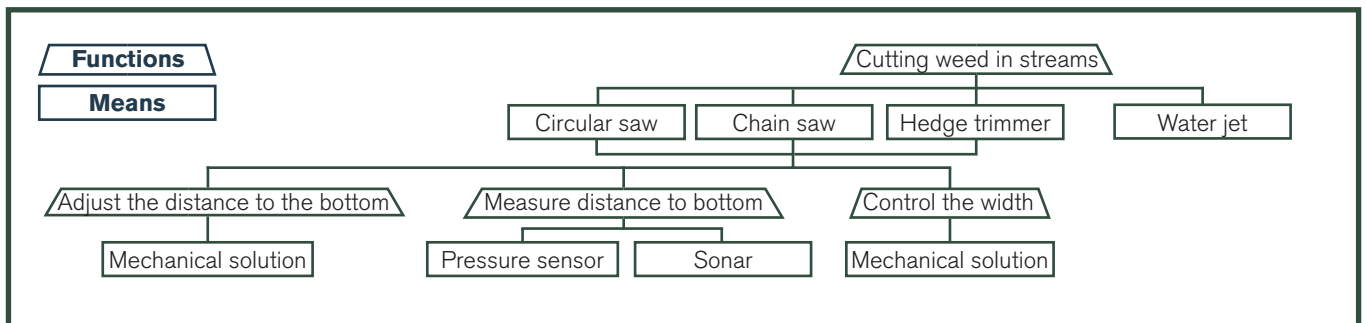 Functions
Means
Cutting weed in streams
Circular saw
Chain saw
Hedge trimmer
Water jet
Adjust the distance to the bottom
Measure distance to bottom
Control the width
Mechanical solution
Pressure sensor
Sonar
Mechanical solution